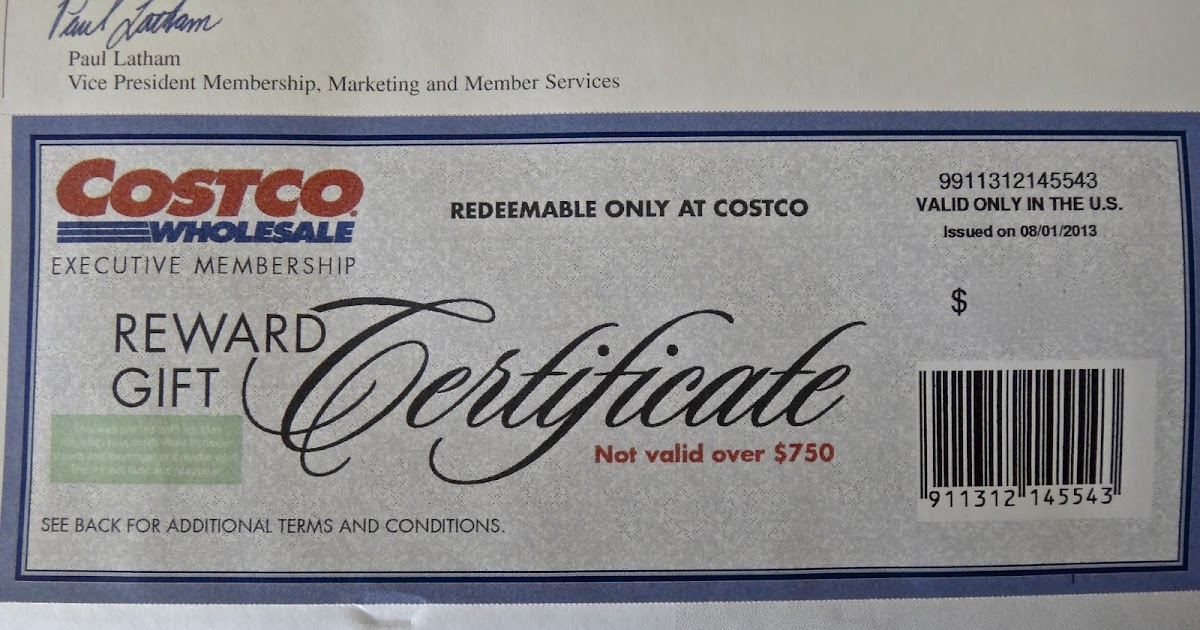 Paul Latham
Paul Latham
Vice President Membership, Marketing and Member Services
COSTCO
WHOLESALE
EXECUTIVE MEMBERSHIP
REDEEMABLE ONLY AT COSTCO
9911312145543
VALID ONLY IN THE U.S.
Issued on 08/01/2013
$
REWARD
GIFT Certificate
Not valid over $750
911312 145543
SEE BACK FOR ADDITIONAL TERMS AND CONDITIONS.